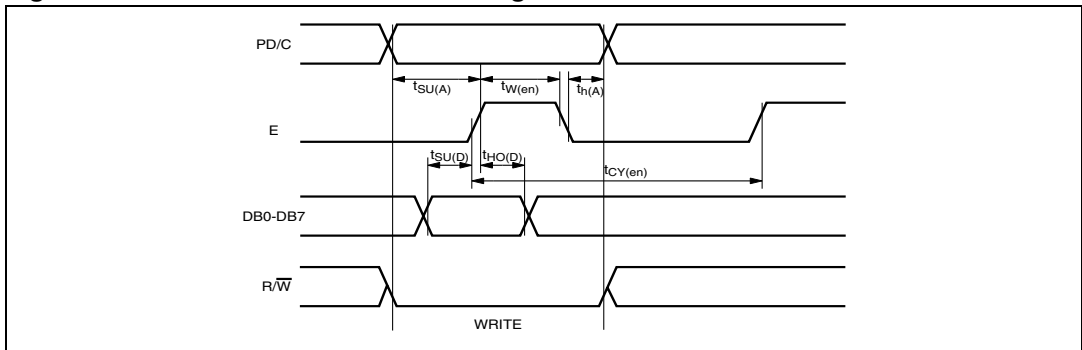 PD/C
tSU(A) tW(en) th(A)
E
tSU(D) tHO(D)
tCY(en)
DB0-DB7
R/W̅
WRITE